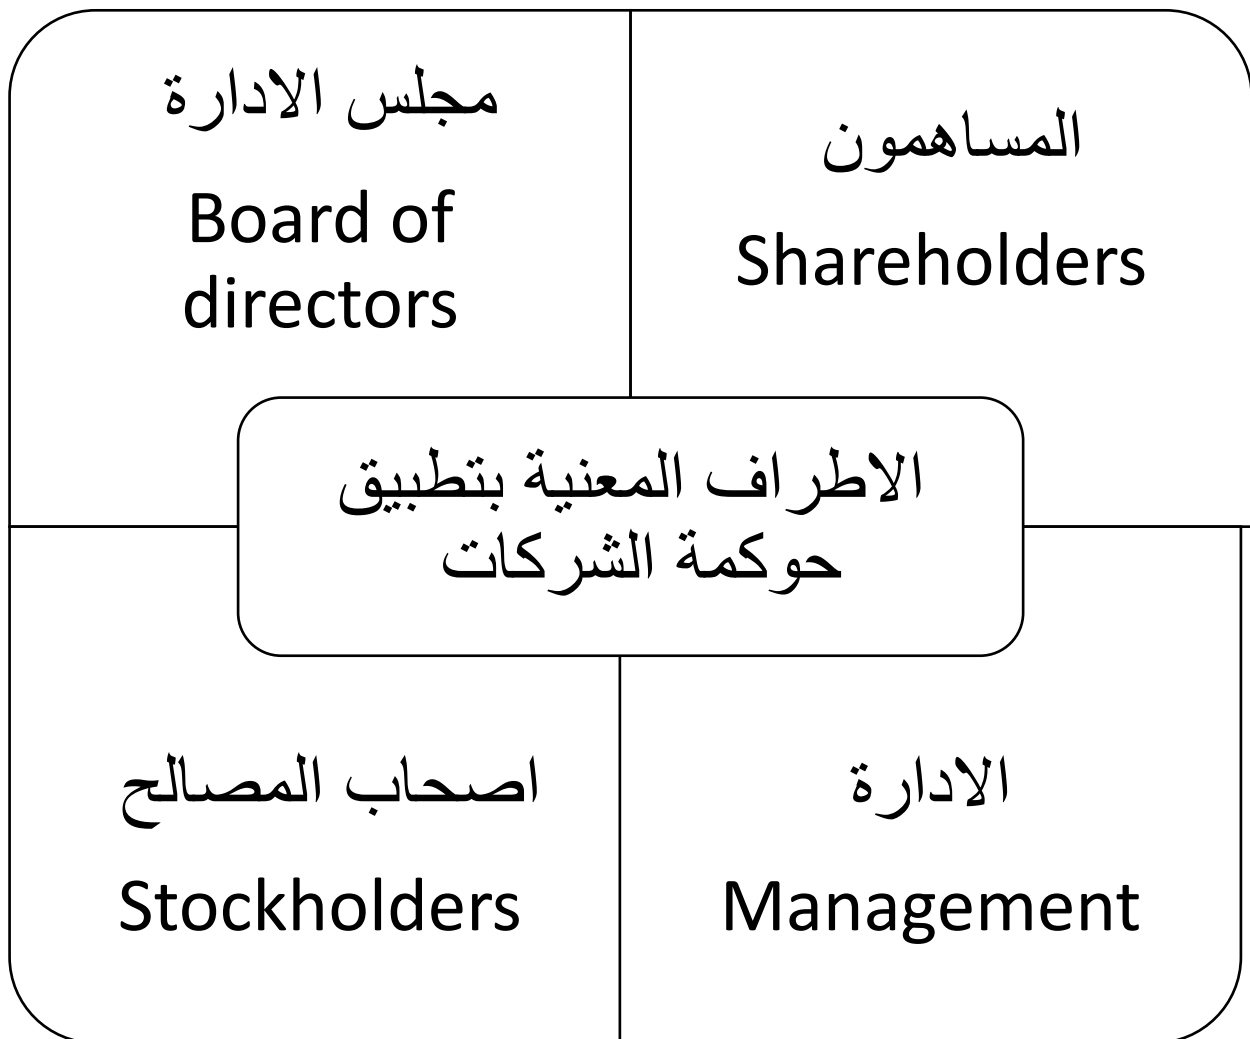 مجلس الادارة
Board of
directors
المساهمون
Shareholders
الاطراف المعنية بتطبيق
حوكمة الشركات
اصحاب المصالح
Stockholders
الادارة
Management